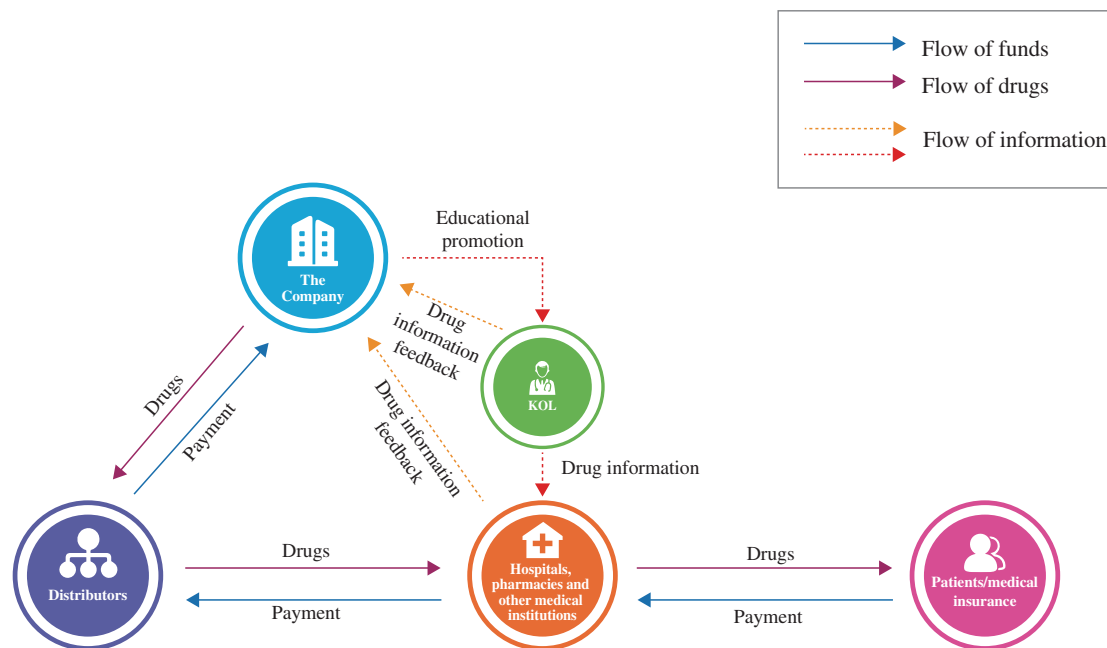 Flow of funds
Flow of drugs
Flow of information
Educational
promotion
The
Company
Drug
information
feedback
KOL
Drugs
Payment
Drug information
feedback
Drug information
Distributors
Drugs
Payment
Hospitals,
pharmacies and
other medical
institutions
Drugs
Payment
Patients/medical
insurance